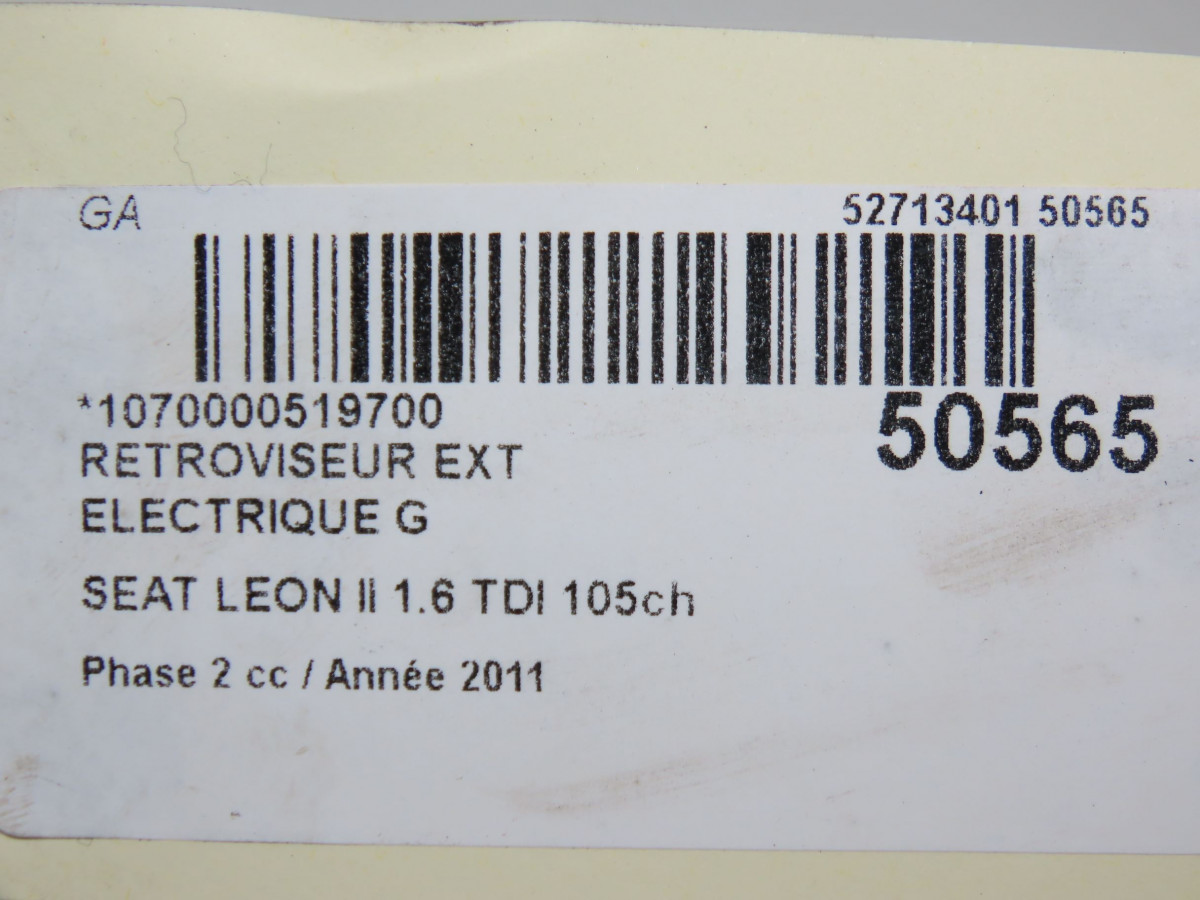 GA 52713401 50565
*1070000519700
50565
RETROVISEUR EXT
ELECTRIQUE G
SEAT LEON II 1.6 TDI 105ch
Phase 2 cc / Année 2011